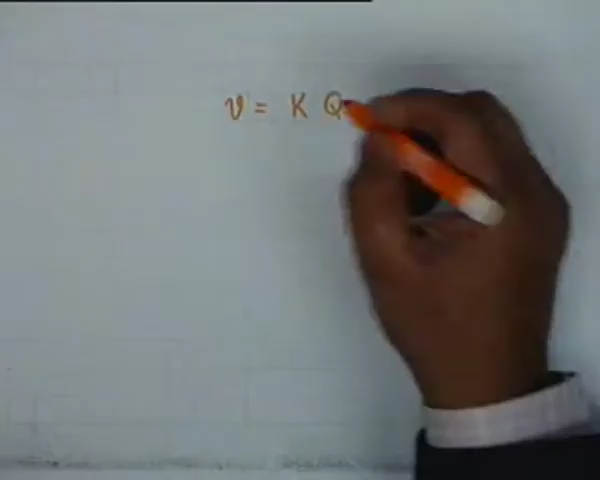 v = K Q